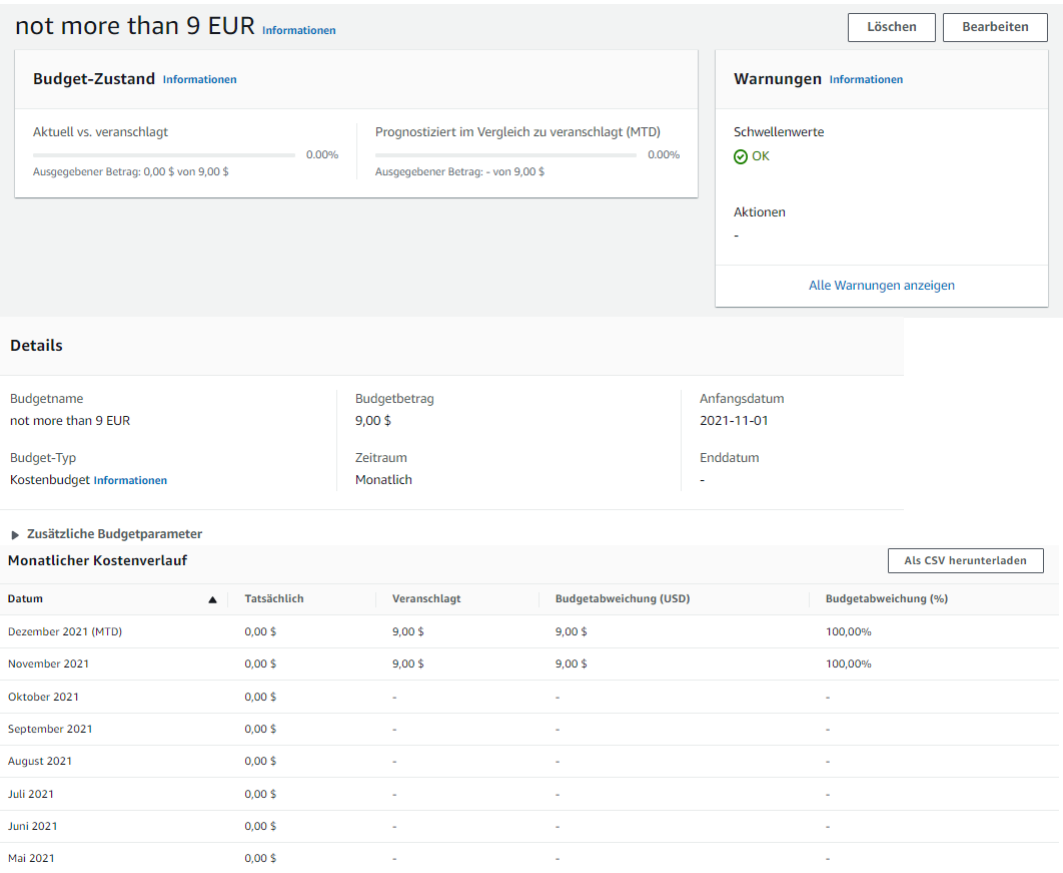 not more than 9 EUR Informationen
Löschen
Bearbeiten
Budget-Zustand Informationen
Aktuell vs. veranschlagt
0.00%
Ausgegebener Betrag: 0,00 $ von 9,00 $
Prognostiziert im Vergleich zu veranschlagt (MTD)
0.00%
Ausgegebener Betrag: - von 9,00 $
Warnungen Informationen
Schwellenwerte
OK
Aktionen
-
Alle Warnungen anzeigen
Details
Budgetname
not more than 9 EUR
Budget-Typ
Kostenbudget Informationen
Budgetbetrag
9,00 $
Zeitraum
Monatlich
Anfangsdatum
2021-11-01
Enddatum
-
Zusätzliche Budgetparameter
Monatlicher Kostenverlauf
Als CSV herunterladen
Datum Tatsächlich Veranschlagt Budgetabweichung (USD) Budgetabweichung (%)
Dezember 2021 (MTD) 0,00 $ 9,00 $ 9,00 $ 100,00%
November 2021 0,00 $ 9,00 $ 9,00 $ 100,00%
Oktober 2021 0,00 $ - - -
September 2021 0,00 $ - - -
August 2021 0,00 $ - - -
Juli 2021 0,00 $ - - -
Juni 2021 0,00 $ - - -
Mai 2021 0,00 $ - - -